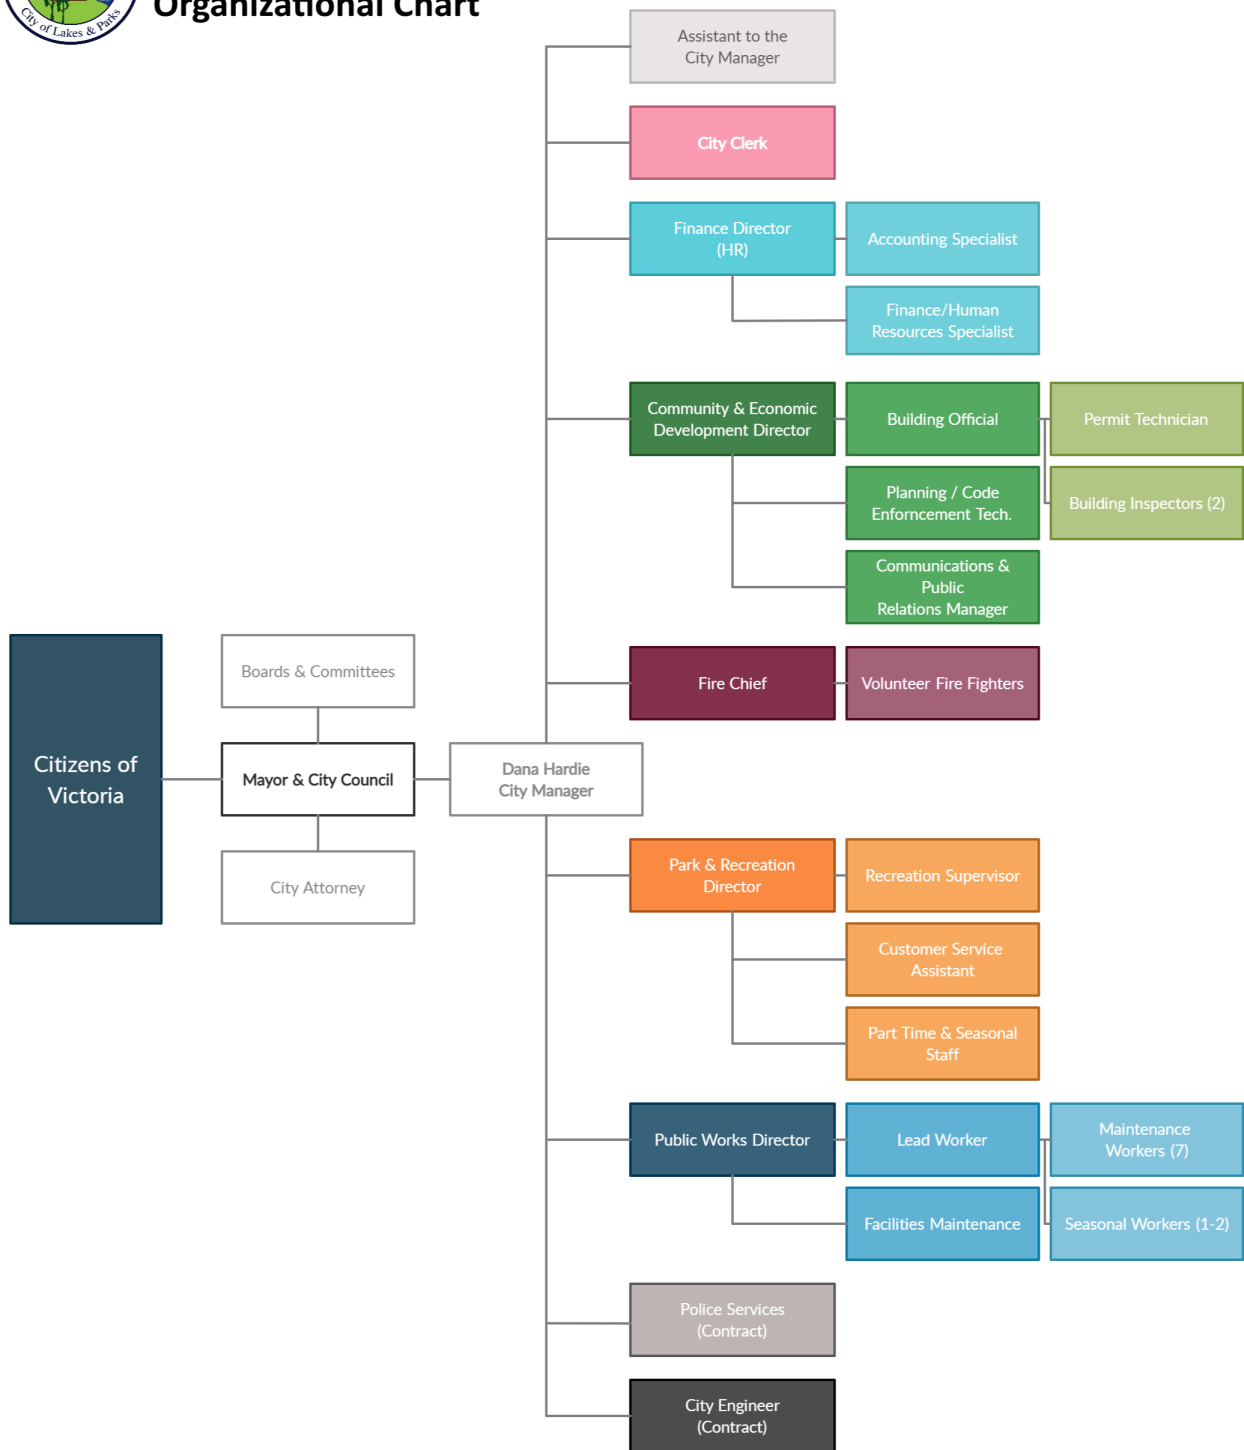 Organizational Chart
City of Lakes & Parks
Assistant to the
City Manager
City Clerk
Finance Director
(HR)
Accounting Specialist
Finance/Human
Resources Specialist
Community & Economic
Development Director
Building Official
Permit Technician
Planning / Code
Enforncement Tech.
Building Inspectors (2)
Communications &
Public
Relations Manager
Fire Chief
Volunteer Fire Fighters
Citizens of
Victoria
Boards & Committees
Mayor & City Council
City Attorney
Dana Hardie
City Manager
Park & Recreation
Director
Recreation Supervisor
Customer Service
Assistant
Part Time & Seasonal
Staff
Public Works Director
Lead Worker
Maintenance
Workers (7)
Facilities Maintenance
Seasonal Workers (1-2)
Police Services
(Contract)
City Engineer
(Contract)